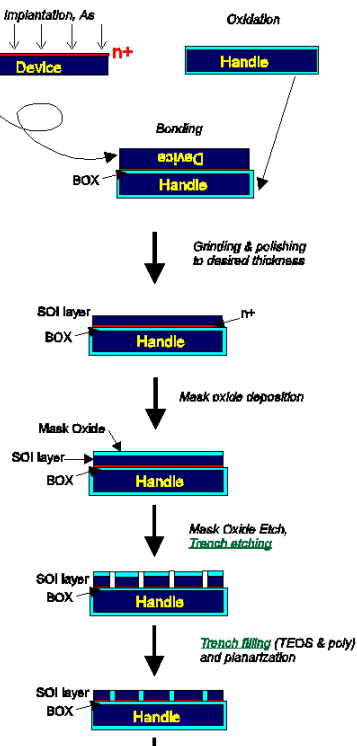 Implantation, As
Oxidation
n+
Device
Handle
Bonding
Device
BOX
Handle
Grinding & polishing
to desired thickness
SOI layer
n+
BOX
Handle
Mask oxide deposition
Mask Oxide
SOI layer
BOX
Handle
Mask Oxide Etch,
Trench etching
SOI layer
BOX
Handle
Trench filling (TEOS & poly)
and planarization
SOI layer
BOX
Handle